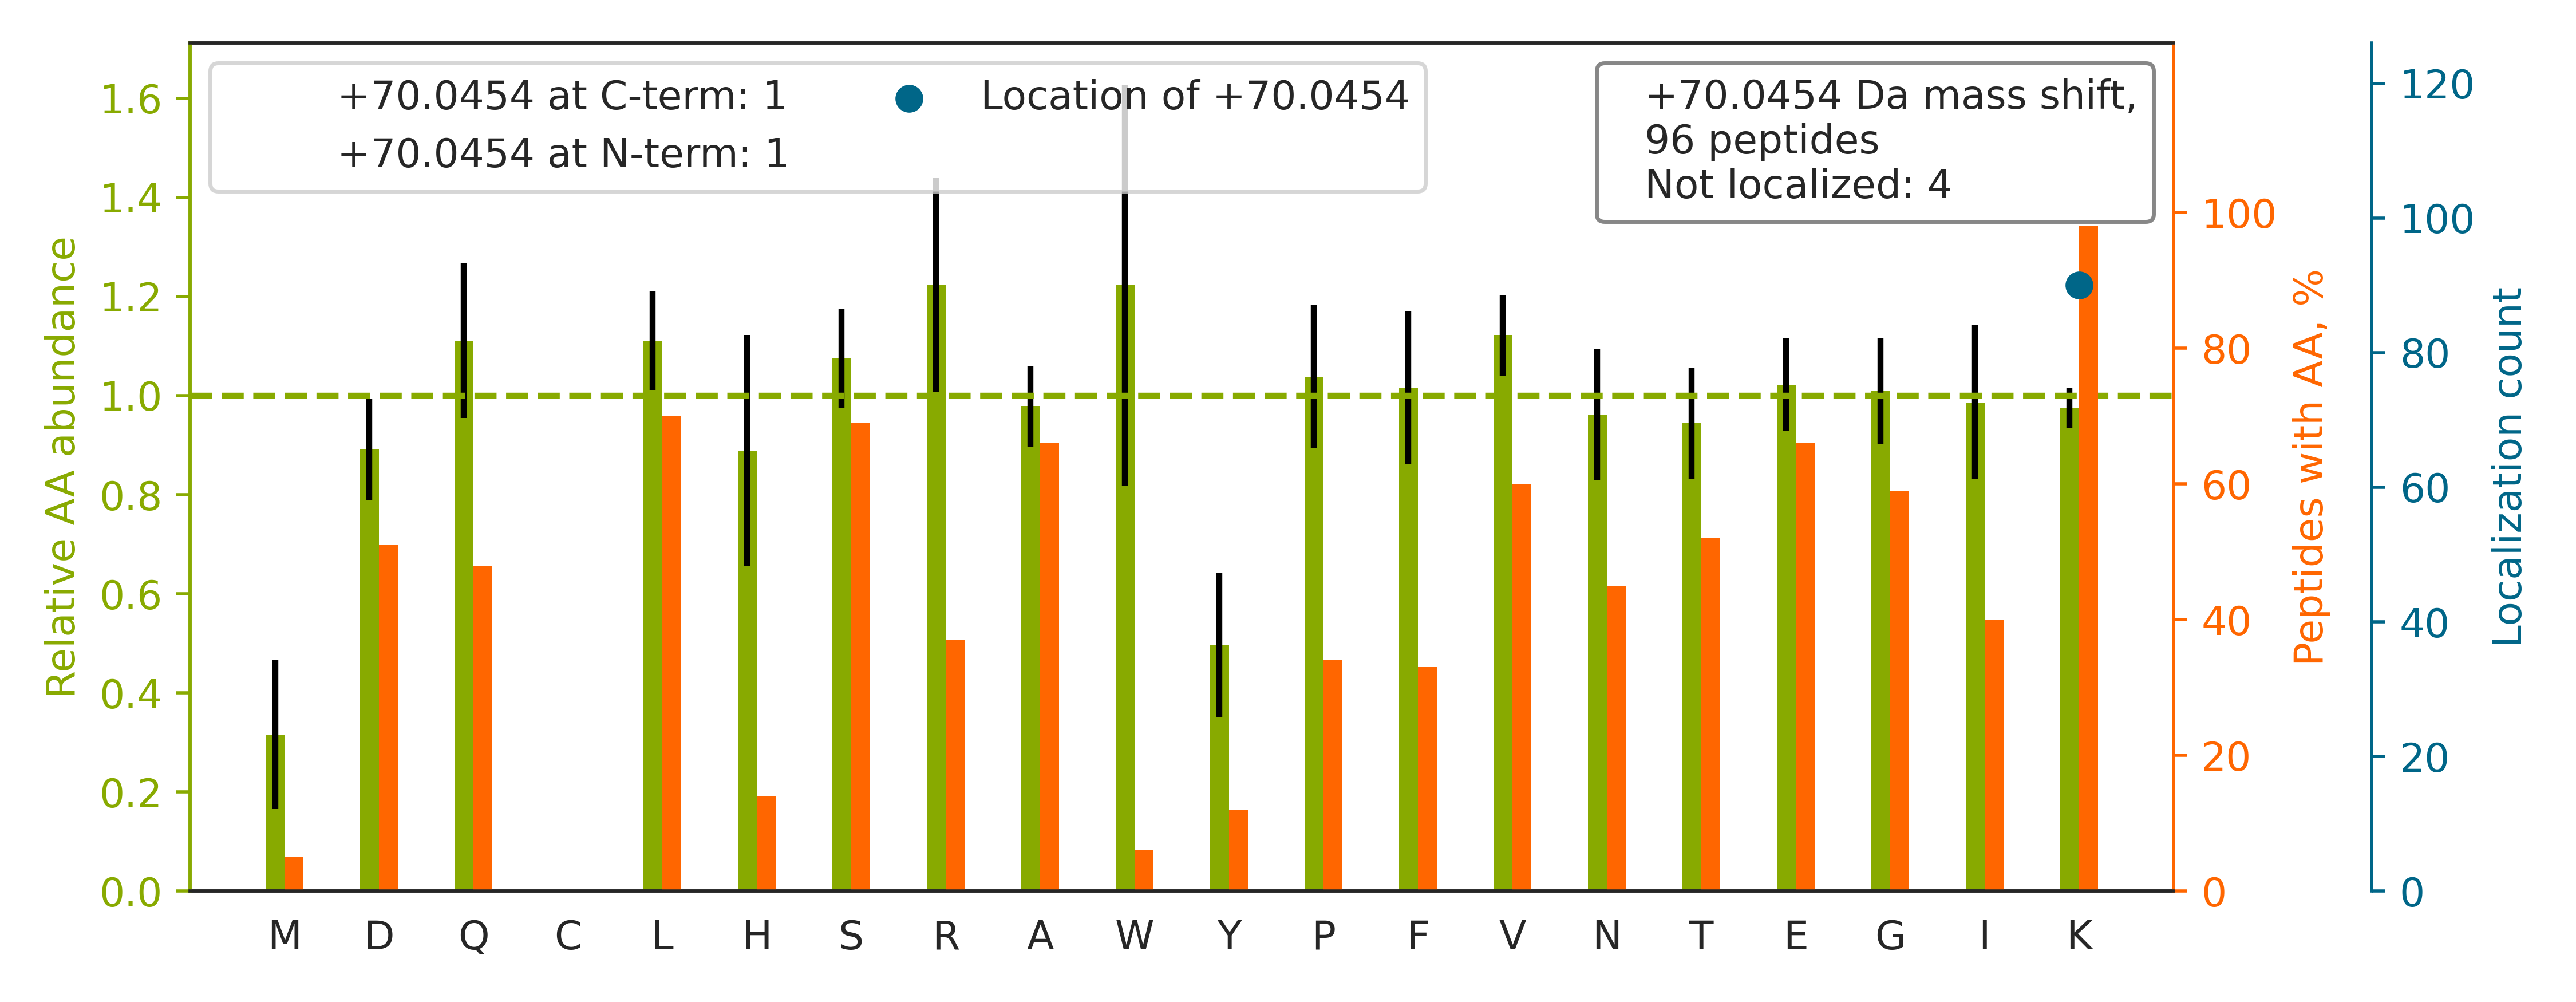 +70.0454 at C-term: 1
+70.0454 at N-term: 1
Location of +70.0454
+70.0454 Da mass shift,
96 peptides
Not localized: 4
Relative AA abundance
1.6
1.4
1.2
1.0
0.8
0.6
0.4
0.2
0.0
M D Q C L H S R A W Y P F V N T E G I K
100
80
60
40
20
0
Peptides with AA, %
120
100
80
60
40
20
0
Localization count